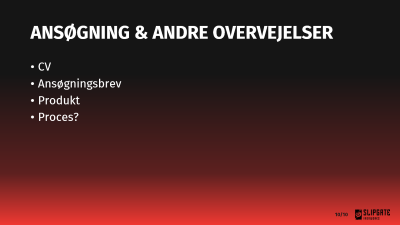 ANSØGNING & ANDRE OVERVEJELSER
• CV
• Ansøgningsbrev
• Produkt
• Proces?
SLIPGATE